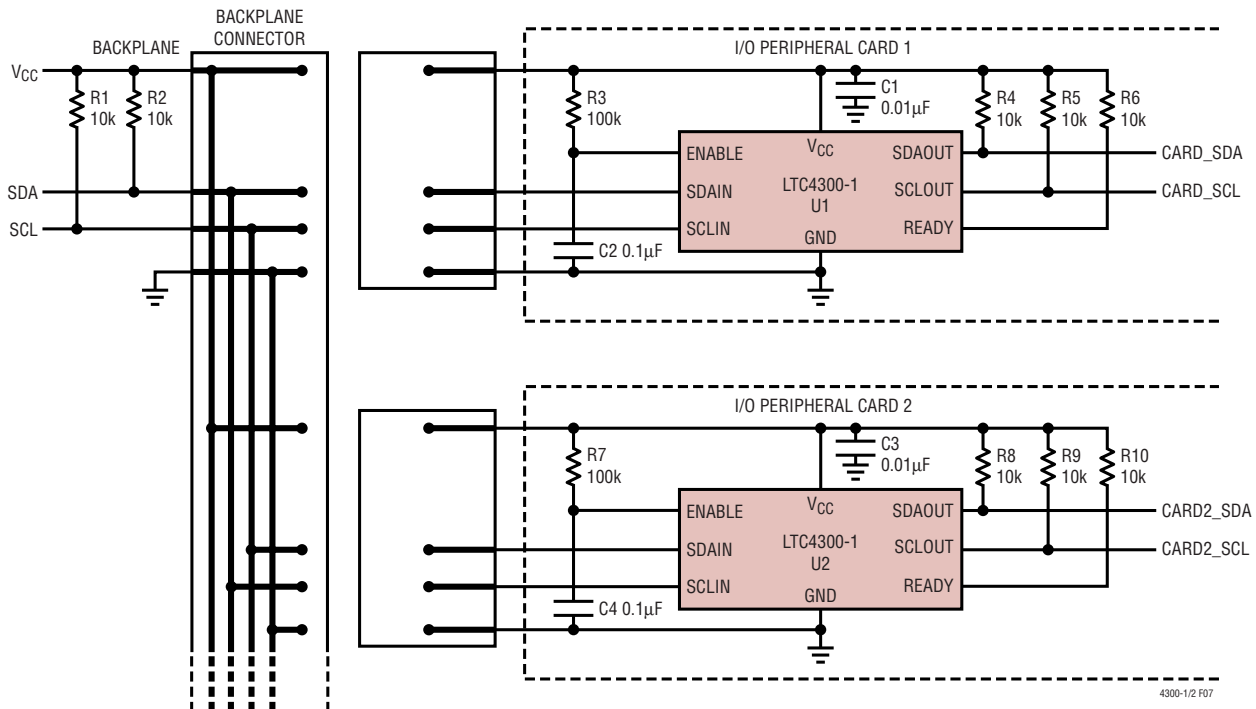 BACKPLANE
CONNECTOR
BACKPLANE
VCC
R1
10k
R2
10k
SDA
SCL
I/O PERIPHERAL CARD 1
R3
100k
C1
0.01µF
R4
10k
R5
10k
R6
10k
ENABLE
VCC
SDAOUT
CARD_SDA
SDAIN
LTC4300-1
U1
SCLOUT
CARD_SCL
SCLIN
GND
READY
C2 0.1µF
I/O PERIPHERAL CARD 2
R7
100k
C3
0.01µF
R8
10k
R9
10k
R10
10k
ENABLE
VCC
SDAOUT
CARD2_SDA
SDAIN
LTC4300-1
U2
SCLOUT
CARD2_SCL
SCLIN
GND
READY
C4 0.1µF
4300-1/2 F07